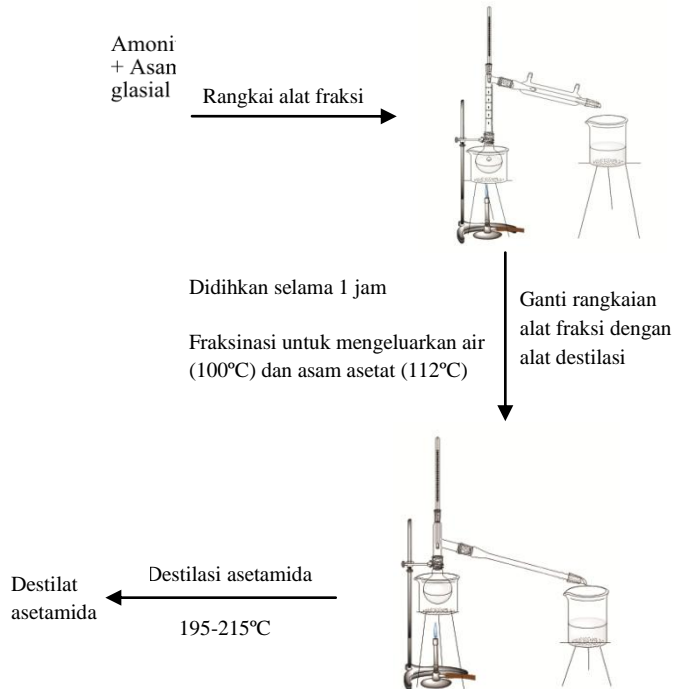 Amoni
+
glasial
Rangkai alat fraksi
Didihkan selama 1 jam
Fraksinasi untuk mengeluarkan air
(100ºC) dan asam asetat (112ºC)
Ganti rangkaian
alat fraksi dengan
alat destilasi
Destilasi asetamida
195-215ºC
Destilat
asetamida